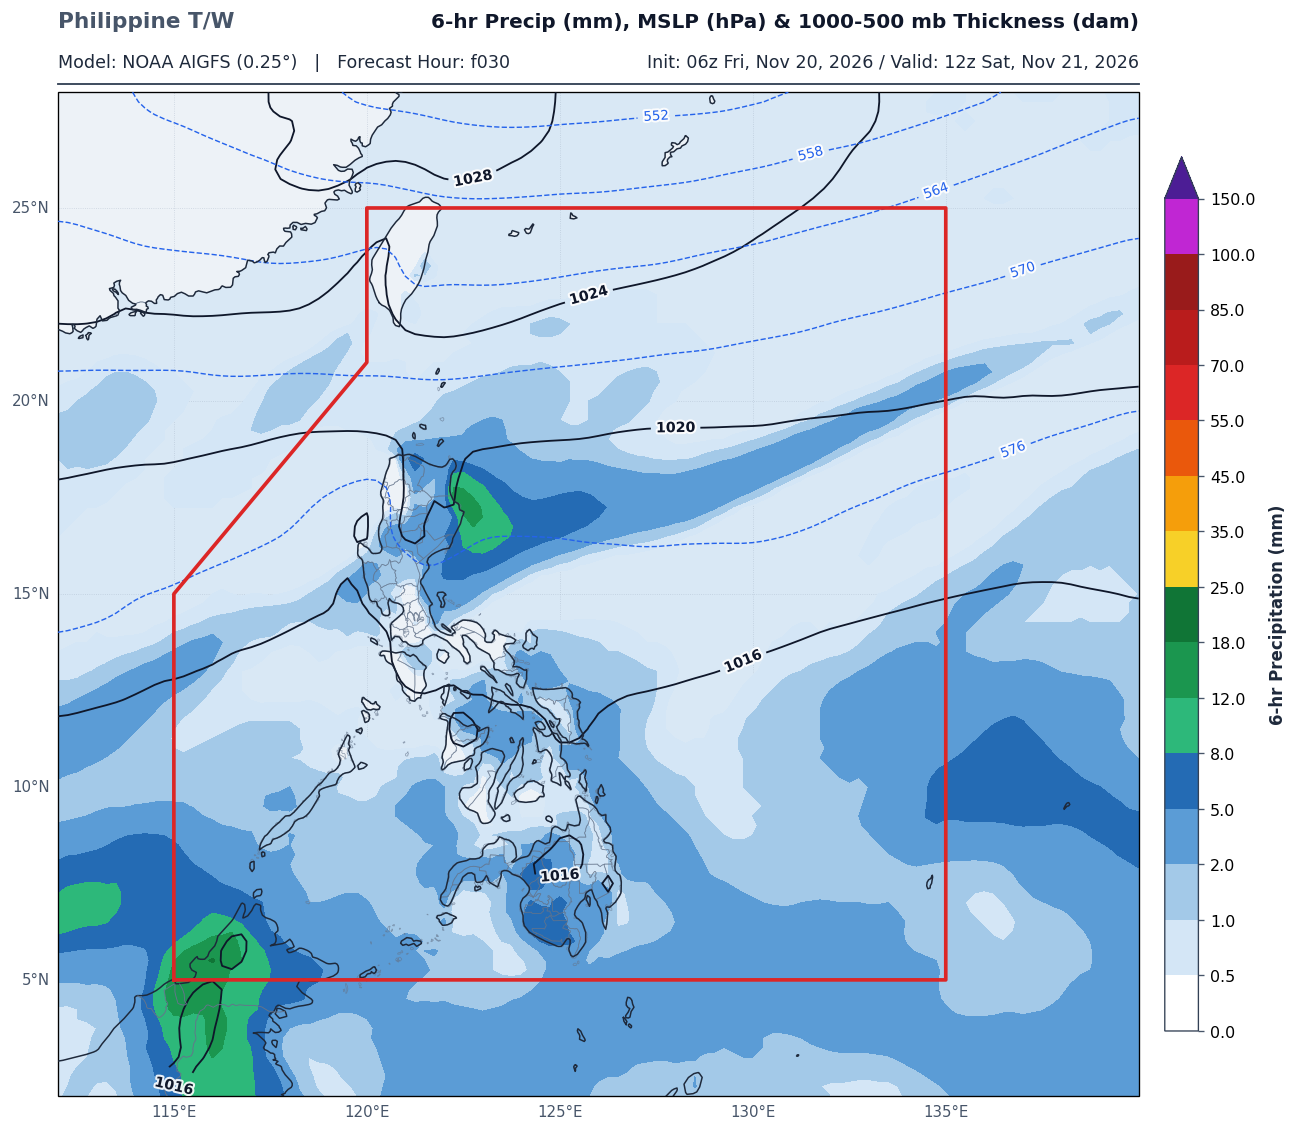 Philippine T/W
6-hr Precip (mm), MSLP (hPa) & 1000-500 mb Thickness (dam)
Model: NOAA AIGFS (0.25°) | Forecast Hour: f030
Init: 06z Fri, Nov 20, 2026 / Valid: 12z Sat, Nov 21, 2026
552
558
1028
564
25°N
570
1024
20°N
1020
576
15°N
1016
10°N
1016
5°N
1016
115°E
120°E
125°E
130°E
135°E
150.0
100.0
85.0
70.0
55.0
45.0
35.0
25.0
18.0
12.0
8.0
5.0
2.0
1.0
0.5
0.0
6-hr Precipitation (mm)